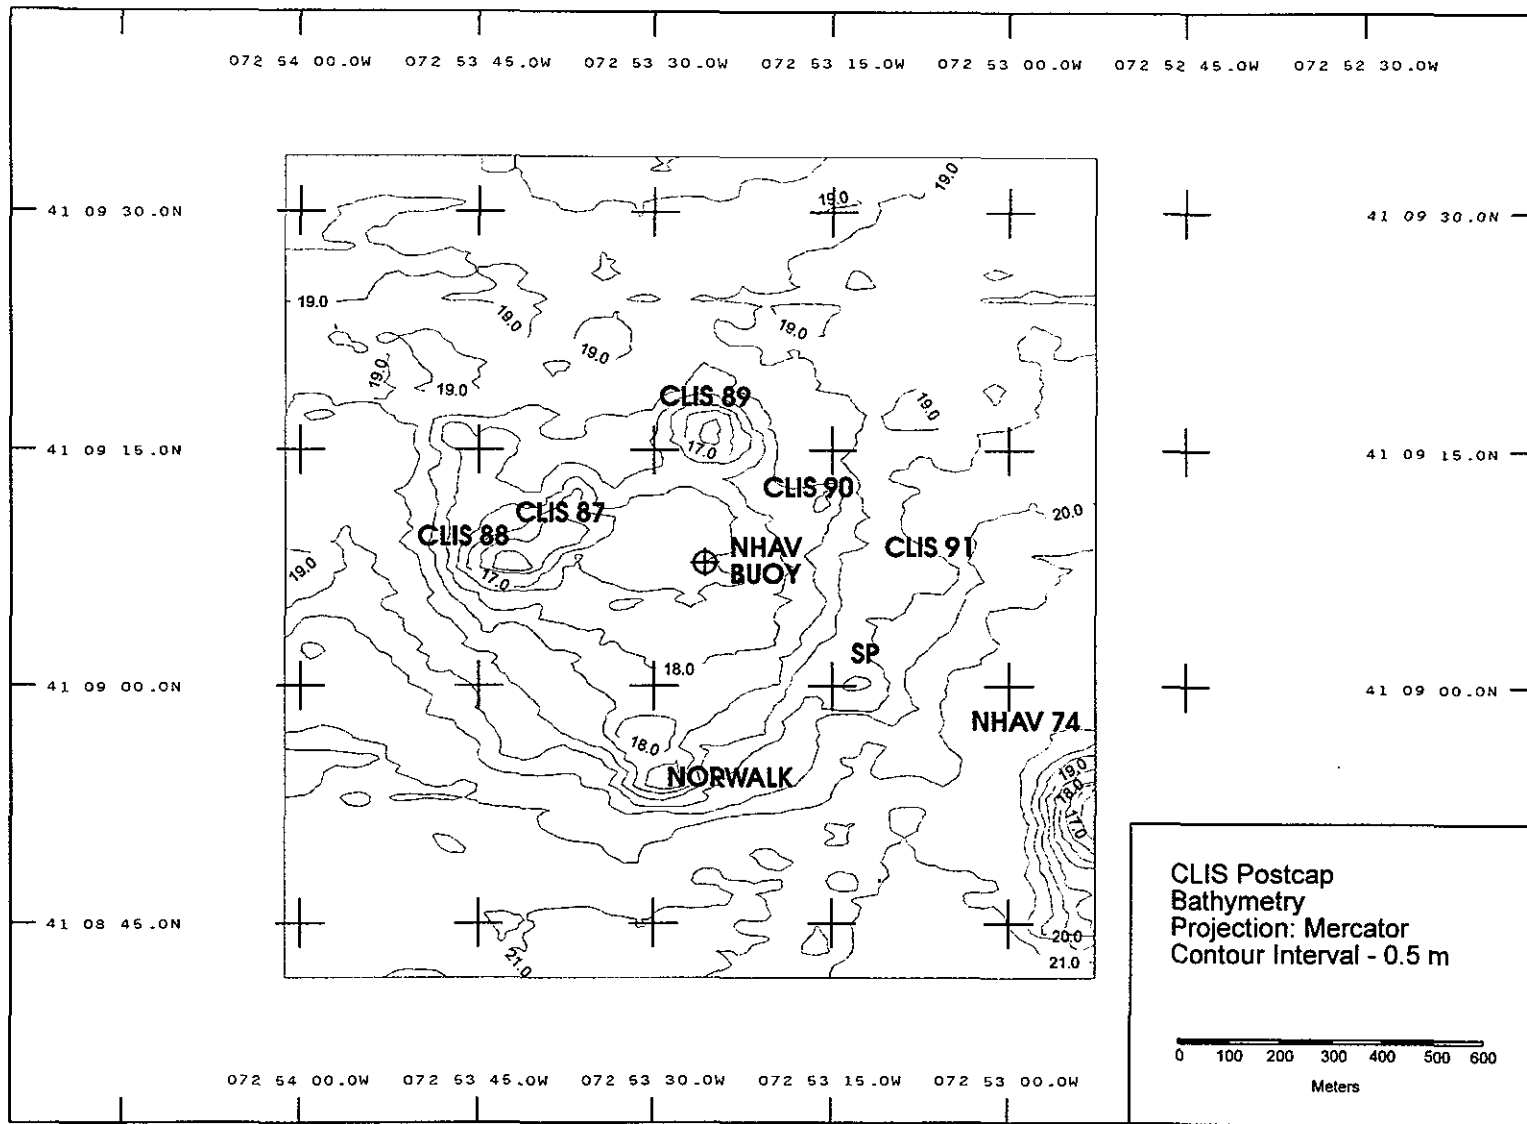 072 54 00.0W 072 53 45.0W 072 53 30.0W 072 53 15.0W 072 53 00.0W 072 52 45.0W 072 52 30.0W
19.0
19.0
41 09 30.0N
41 09 30.0N
19.0
19.0
19.0
19.0
19.0
19.0
CLIS 89
19.0
17.0
41 09 15.0N
41 09 15.0N
CLIS 90
CLIS 87
20.0
CLIS 88
CLIS 91
NHAV
BUOY
19.0
17.0
SP
18.0
41 09 00.0N
41 09 00.0N
NHAV 74
18.0
NORWALK
19.0
18.0
17.0
CLIS Postcap
Bathymetry
Projection: Mercator
Contour Interval - 0.5 m
41 08 45.0N
20.0
21.0
21.0
0 100 200 300 400 500 600
Meters
072 54 00.0W 072 53 45.0W 072 53 30.0W 072 53 15.0W 072 53 00.0W